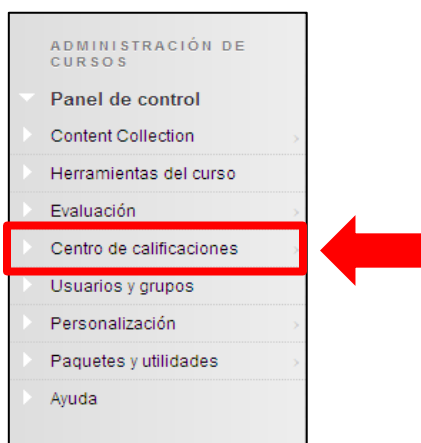 ADMINISTRACIÓN DE
CURSOS
Panel de control
Content Collection
Herramientas del curso
Evaluación
Centro de calificaciones
Usuarios y grupos
Personalización
Paquetes y utilidades
Ayuda